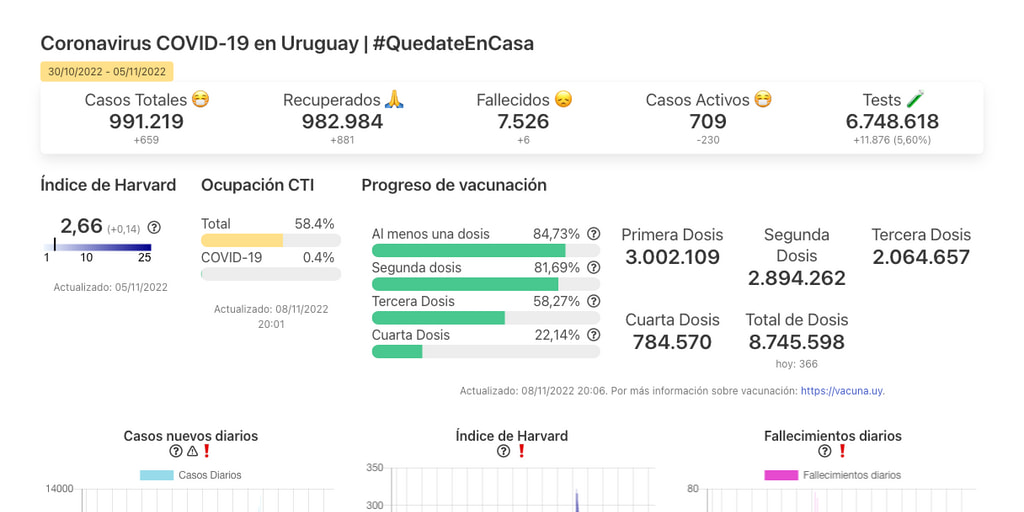 Coronavirus COVID-19 en Uruguay | #QuedateEnCasa
30/10/2022 - 05/11/2022
Casos Totales 😷
991.219
+659
Recuperados 🙏
982.984
+881
Fallecidos 😞
7.526
+6
Casos Activos 😷
709
-230
Tests 🧪
6.748.618
+11.876 (5,60%)
Índice de Harvard
2,66 (+0,14)
1 10 25
Actualizado: 05/11/2022
Ocupación CTI
Total 58.4%
COVID-19 0.4%
Actualizado: 08/11/2022
20:01
Progreso de vacunación
Al menos una dosis 84,73%
Segunda dosis 81,69%
Tercera Dosis 58,27%
Cuarta Dosis 22,14%
Primera Dosis
3.002.109
Segunda
Dosis
2.894.262
Tercera Dosis
2.064.657
Cuarta Dosis
784.570
Total de Dosis
8.745.598
hoy: 366
Actualizado: 08/11/2022 20:06. Por más información sobre vacunación: https://vacuna.uy.
Casos nuevos diarios
Casos Diarios
14000
Índice de Harvard
350
300
Fallecimientos diarios
Fallecimientos diarios
80